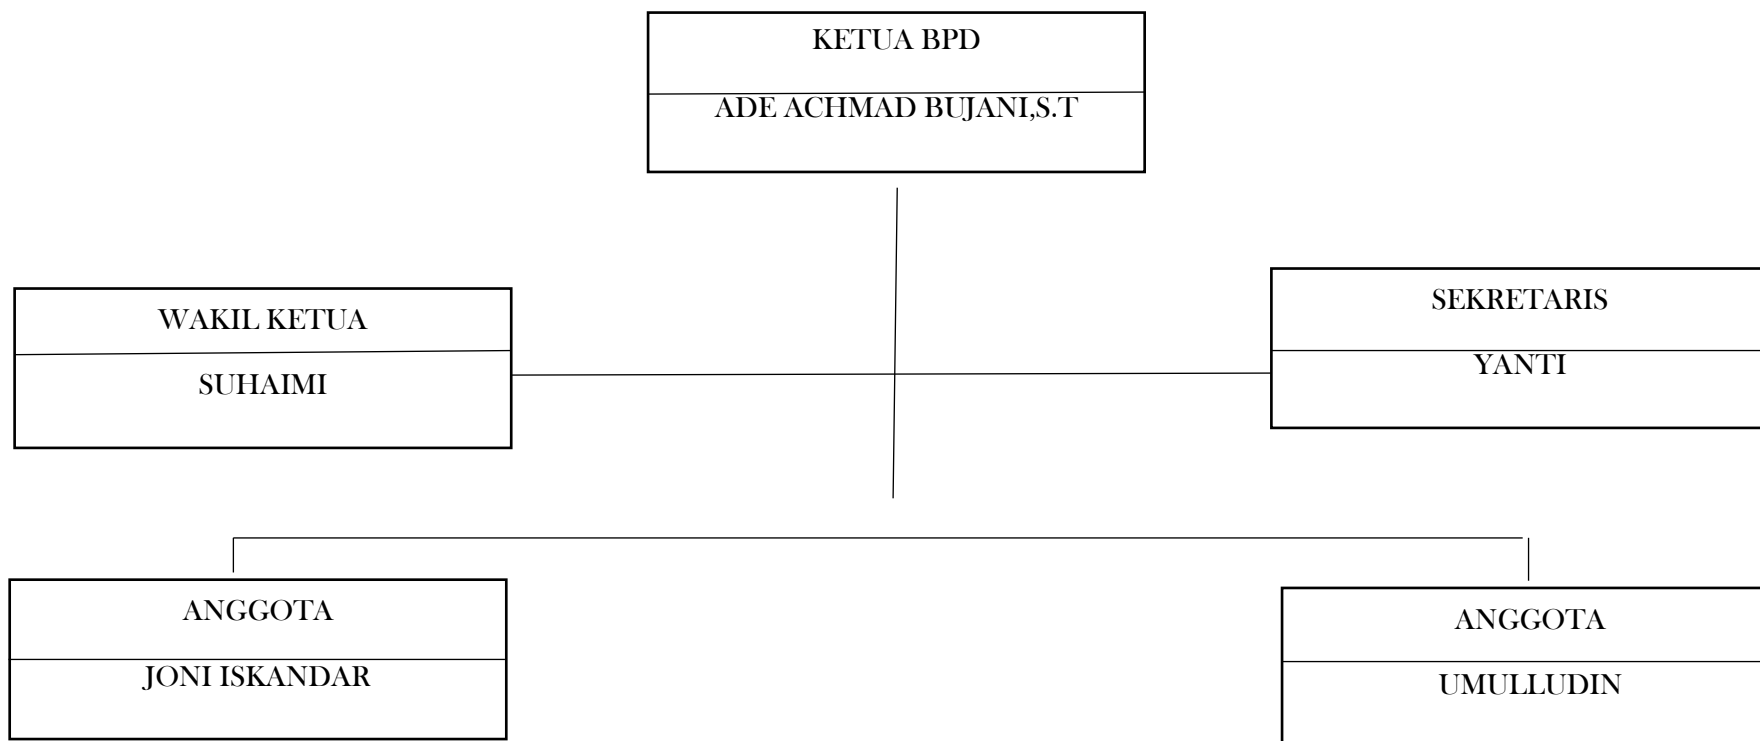 KETUA BPD
ADE ACHMAD BUJANI,S.T
WAKIL KETUA
SUHAIMI
SEKRETARIS
YANTI
ANGGOTA
JONI ISKANDAR
ANGGOTA
UMULLUDIN